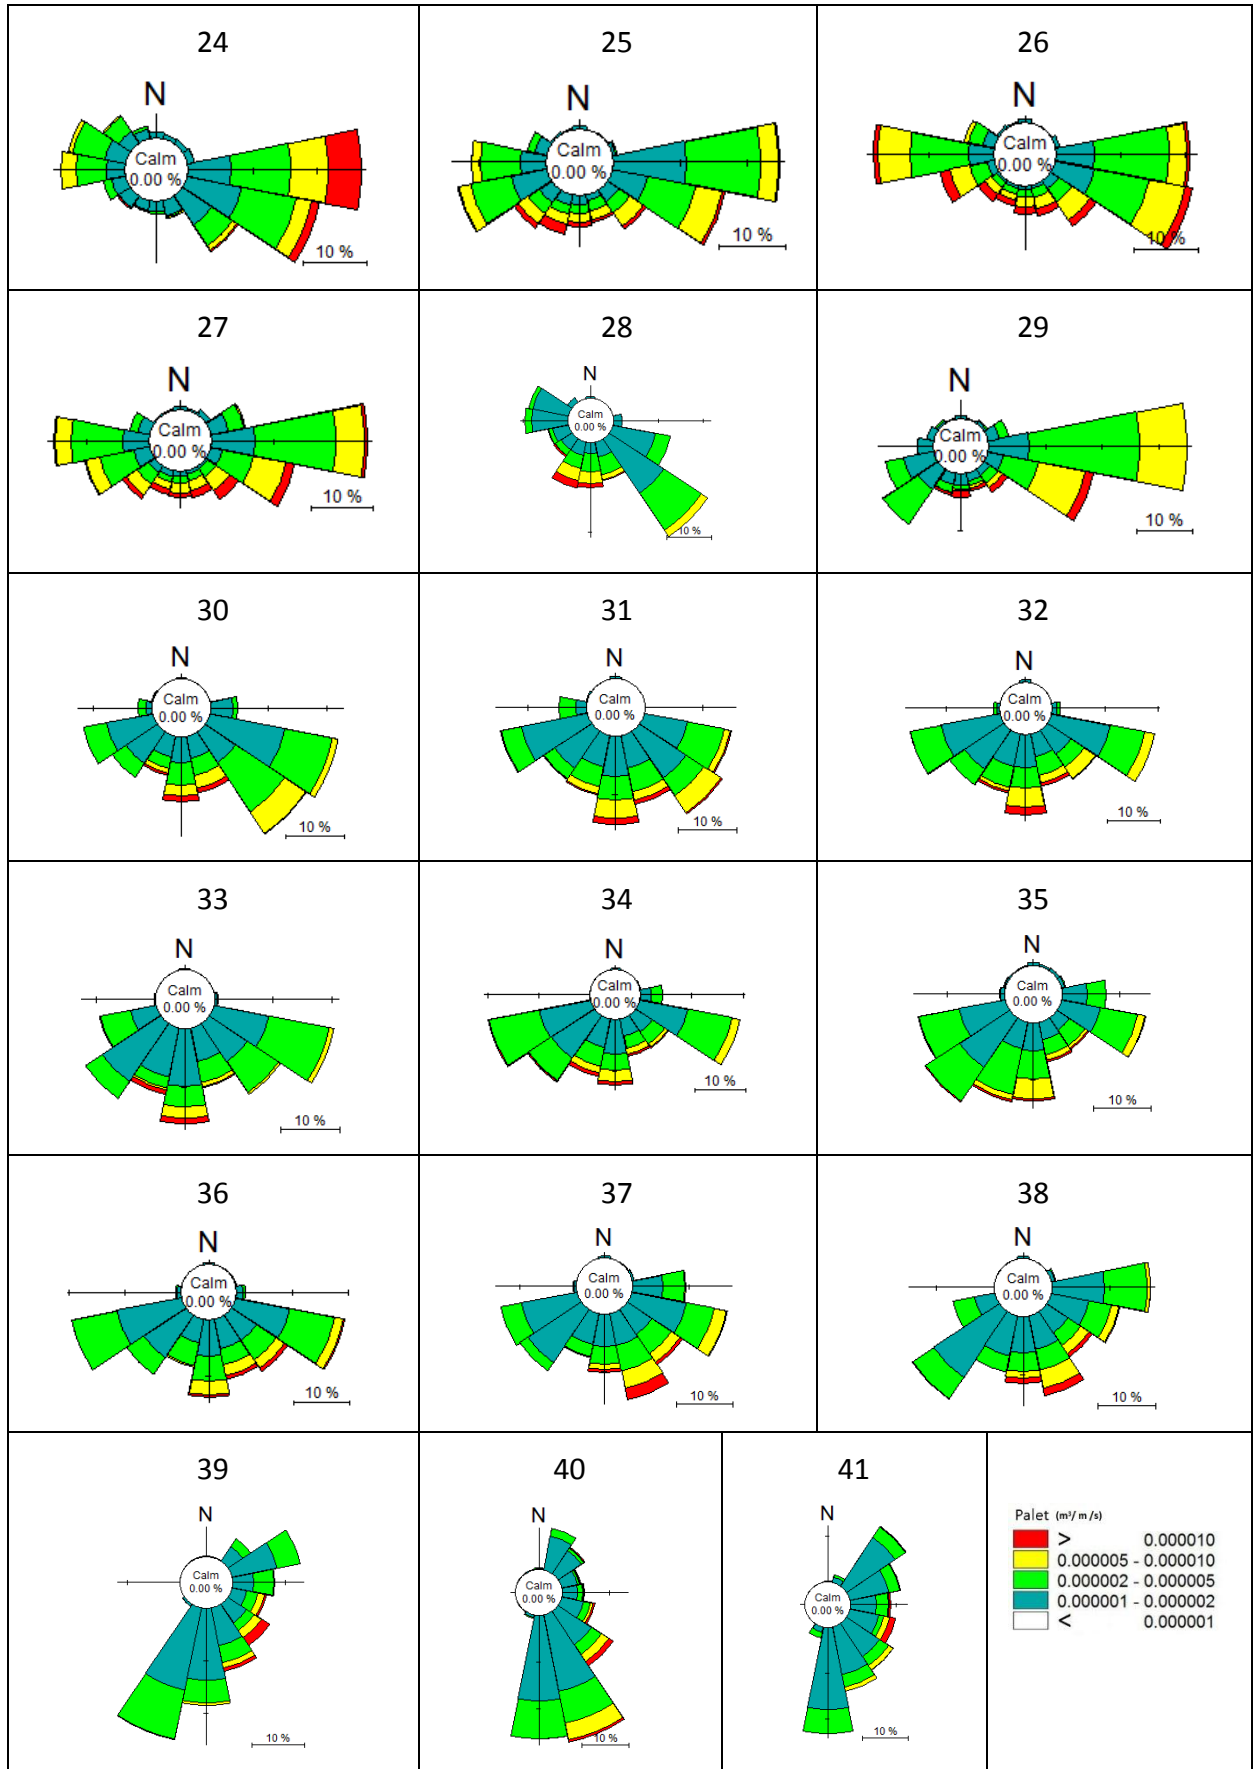 24
N
Calm
0.00 %
10 %
25
N
Calm
0.00 %
10 %
26
N
Calm
0.00 %
10 %
27
N
Calm
0.00 %
10 %
28
N
Calm
0.00 %
10 %
29
N
Calm
0.00 %
10 %
30
N
Calm
0.00 %
10 %
31
N
Calm
0.00 %
10 %
32
N
Calm
0.00 %
10 %
33
N
Calm
0.00 %
10 %
34
N
Calm
0.00 %
10 %
35
N
Calm
0.00 %
10 %
36
N
Calm
0.00 %
10 %
37
N
Calm
0.00 %
10 %
38
N
Calm
0.00 %
10 %
39
N
Calm
0.00 %
10 %
40
N
Calm
0.00 %
10 %
41
N
Calm
0.00 %
10 %
Palet (m³/ m /s)
> 0.000010
0.000005 - 0.000010
0.000002 - 0.000005
0.000001 - 0.000002
< 0.000001